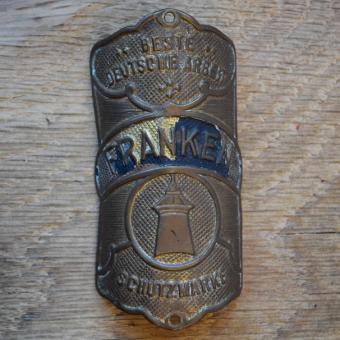 BESTE
DEUTSCHE ARBEIT
FRANKEN
SCHUTZMARKE